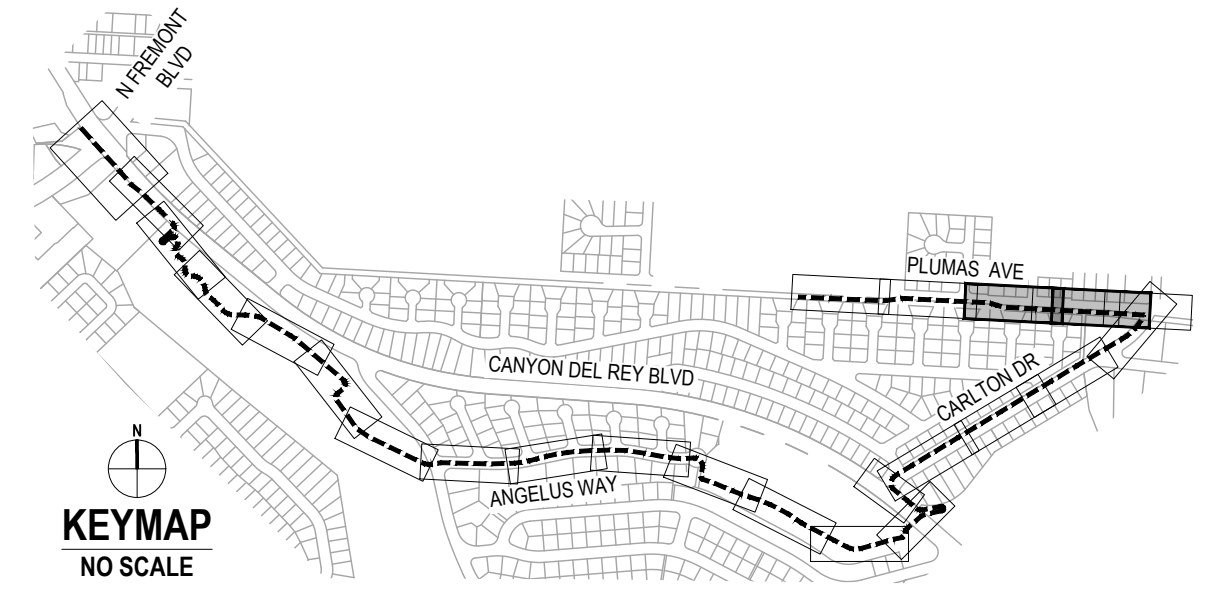 N FREMONT
BLVD
PLUMAS AVE
CANYON DEL REY BLVD
CARLTON DR
ANGELUS WAY
N
KEYMAP
NO SCALE